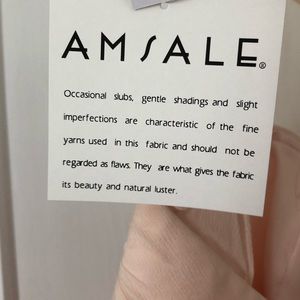 AMSALE®
Occasional slubs, gentle shadings and slight
imperfections are characteristic of the fine
yarns used in this fabric and should not be
regarded as flaws. They are what gives the fabric
its beauty and natural luster.